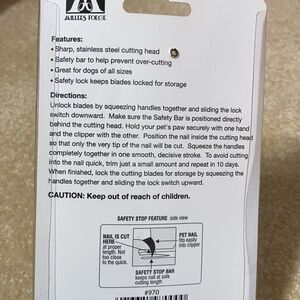 MILLERS FORGE
Features:
• Sharp, stainless steel cutting head
• Safety bar to help prevent over-cutting
• Great for dogs of all sizes
• Safety lock keeps blades locked for storage
Directions:
Unlock blades by squeezing handles together and sliding the lock
switch downward. Make sure the Safety Bar is positioned directly
behind the cutting head. Hold your pet's paw securely with one hand
and the clipper with the other. Position the nail inside the cutting head
so that only the very tip of the nail will be cut. Squeeze the handles
completely together in one smooth, decisive stroke. To avoid cutting
into the nail quick, trim just a small amount and repeat in 10 days.
When finished, lock the cutting blades for storage by squeezing the
handles together and sliding the lock switch upward.
CAUTION: Keep out of reach of children.
SAFETY STOP FEATURE side view
NAIL IS CUT
HERE at
proper length.
Not too
close to
the quick.
PET NAIL
fits easily
into clipper
SAFETY STOP BAR
keeps nail at safe
cutting length
#970